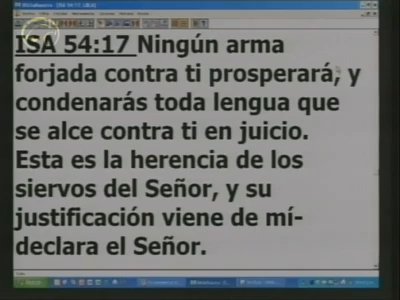 ISA 54:17 Ningún arma
forjada contra ti prosperará, y
condenarás toda lengua que
se alce contra ti en juicio.
Esta es la herencia de los
siervos del Señor, y su
justificación viene de mí-
declara el Señor.